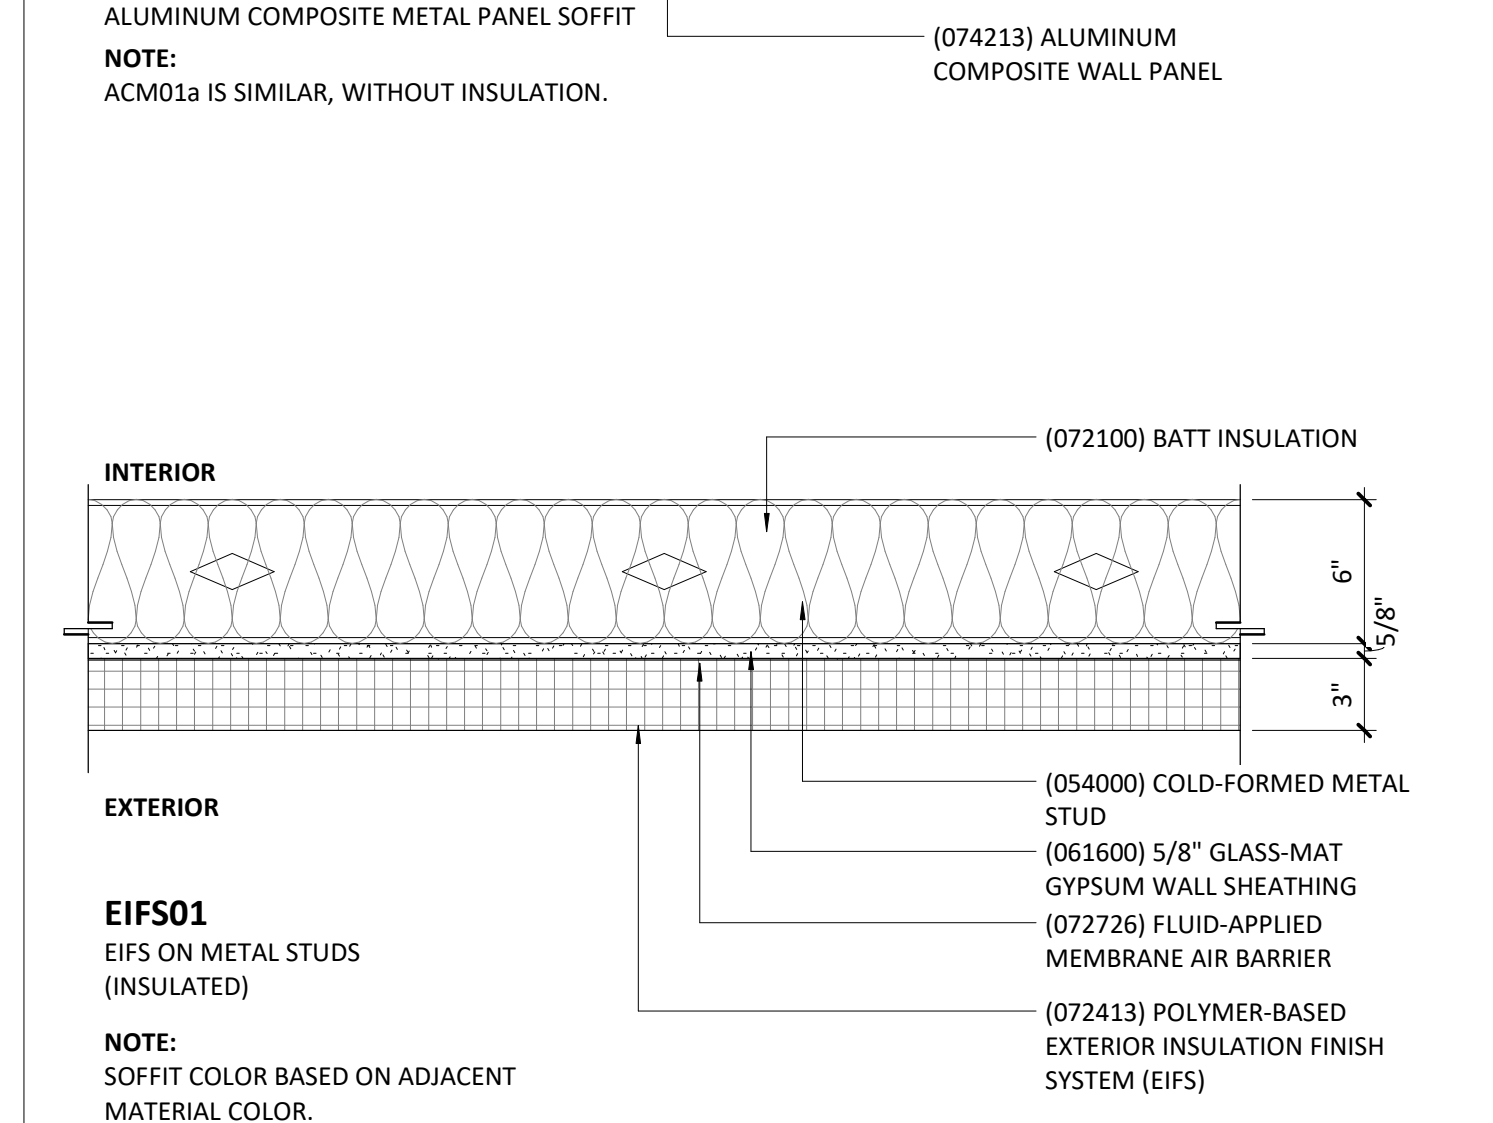 ALUMINUM COMPOSITE METAL PANEL SOFFIT
NOTE:
ACM01a IS SIMILAR, WITHOUT INSULATION.
(074213) ALUMINUM
COMPOSITE WALL PANEL
(072100) BATT INSULATION
INTERIOR
6"
5/8"
3"
EXTERIOR
(054000) COLD-FORMED METAL
STUD
(061600) 5/8" GLASS-MAT
GYPSUM WALL SHEATHING
(072726) FLUID-APPLIED
MEMBRANE AIR BARRIER
(072413) POLYMER-BASED
EXTERIOR INSULATION FINISH
SYSTEM (EIFS)
EIFS01
EIFS ON METAL STUDS
(INSULATED)
NOTE:
SOFFIT COLOR BASED ON ADJACENT
MATERIAL COLOR.